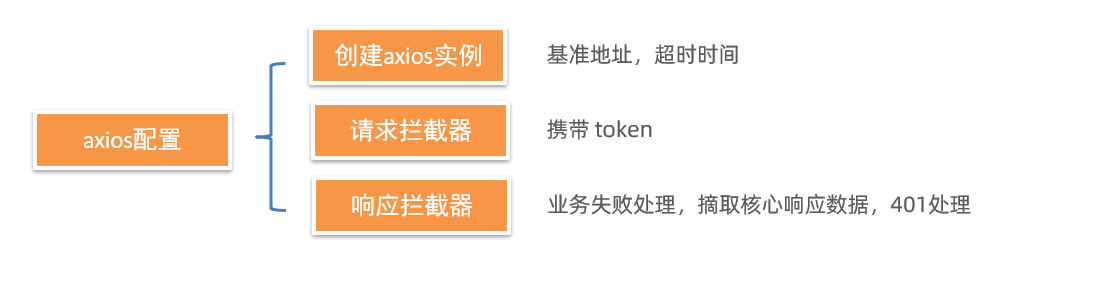 创建axios实例 基准地址，超时时间
axios配置
请求拦截器 携带 token
响应拦截器 业务失败处理，摘取核心响应数据，401处理